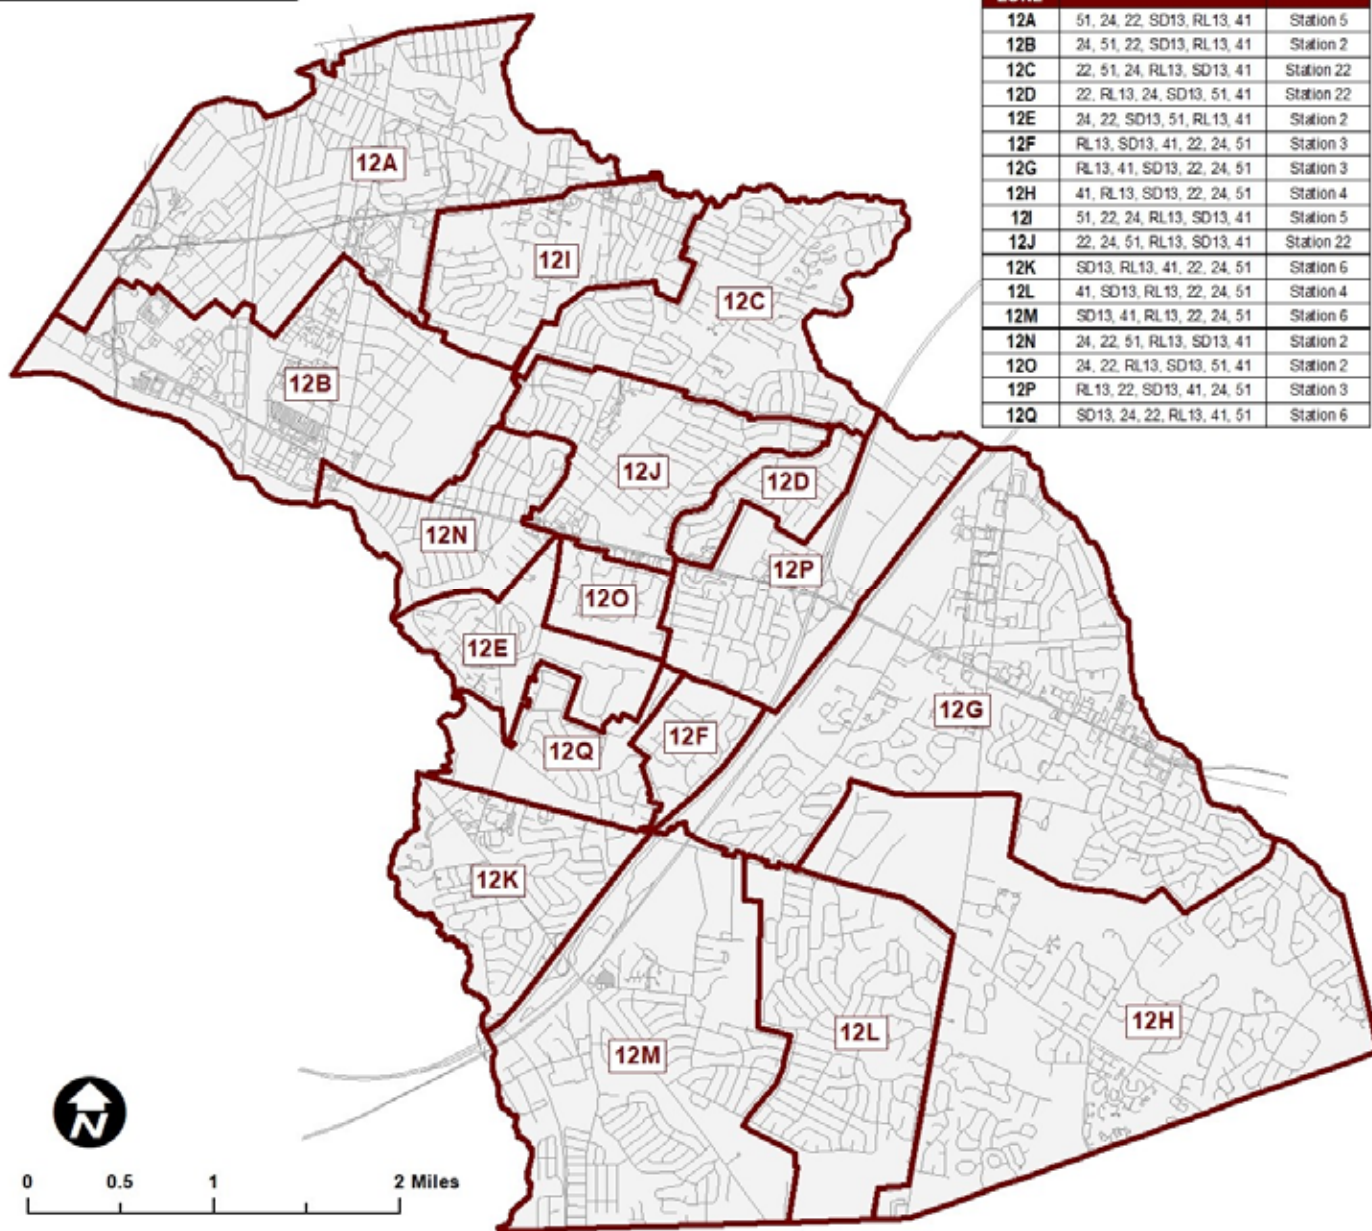 12A 51, 24, 22, SD13, RL13, 41 Station 5
12B 24, 51, 22, SD13, RL13, 41 Station 2
12C 22, 51, 24, RL13, SD13, 41 Station 22
12D 22, RL13, 24, SD13, 51, 41 Station 22
12E 24, 22, SD13, 51, RL13, 41 Station 2
12F RL13, SD13, 41, 22, 24, 51 Station 3
12G RL13, 41, SD13, 22, 24, 51 Station 3
12H 41, RL13, SD13, 22, 24, 51 Station 4
12I 51, 22, 24, RL13, SD13, 41 Station 5
12J 22, 24, 51, RL13, SD13, 41 Station 22
12K SD13, RL13, 41, 22, 24, 51 Station 6
12L 41, SD13, RL13, 22, 24, 51 Station 4
12M SD13, 41, RL13, 22, 24, 51 Station 6
12N 24, 22, 51, RL13, SD13, 41 Station 2
12O 24, 22, RL13, SD13, 51, 41 Station 2
12P RL13, 22, SD13, 41, 24, 51 Station 3
12Q SD13, 24, 22, RL13, 41, 51 Station 6
12A
12I
12C
12B
12J
12D
12N
12P
12O
12E
12G
12F
12Q
12K
12H
12L
12M
N
0 0.5 1 2 Miles